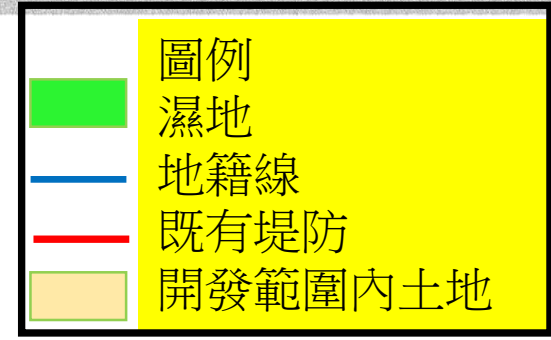 圖例
濕地
地籍線
既有堤防
開發範圍內土地